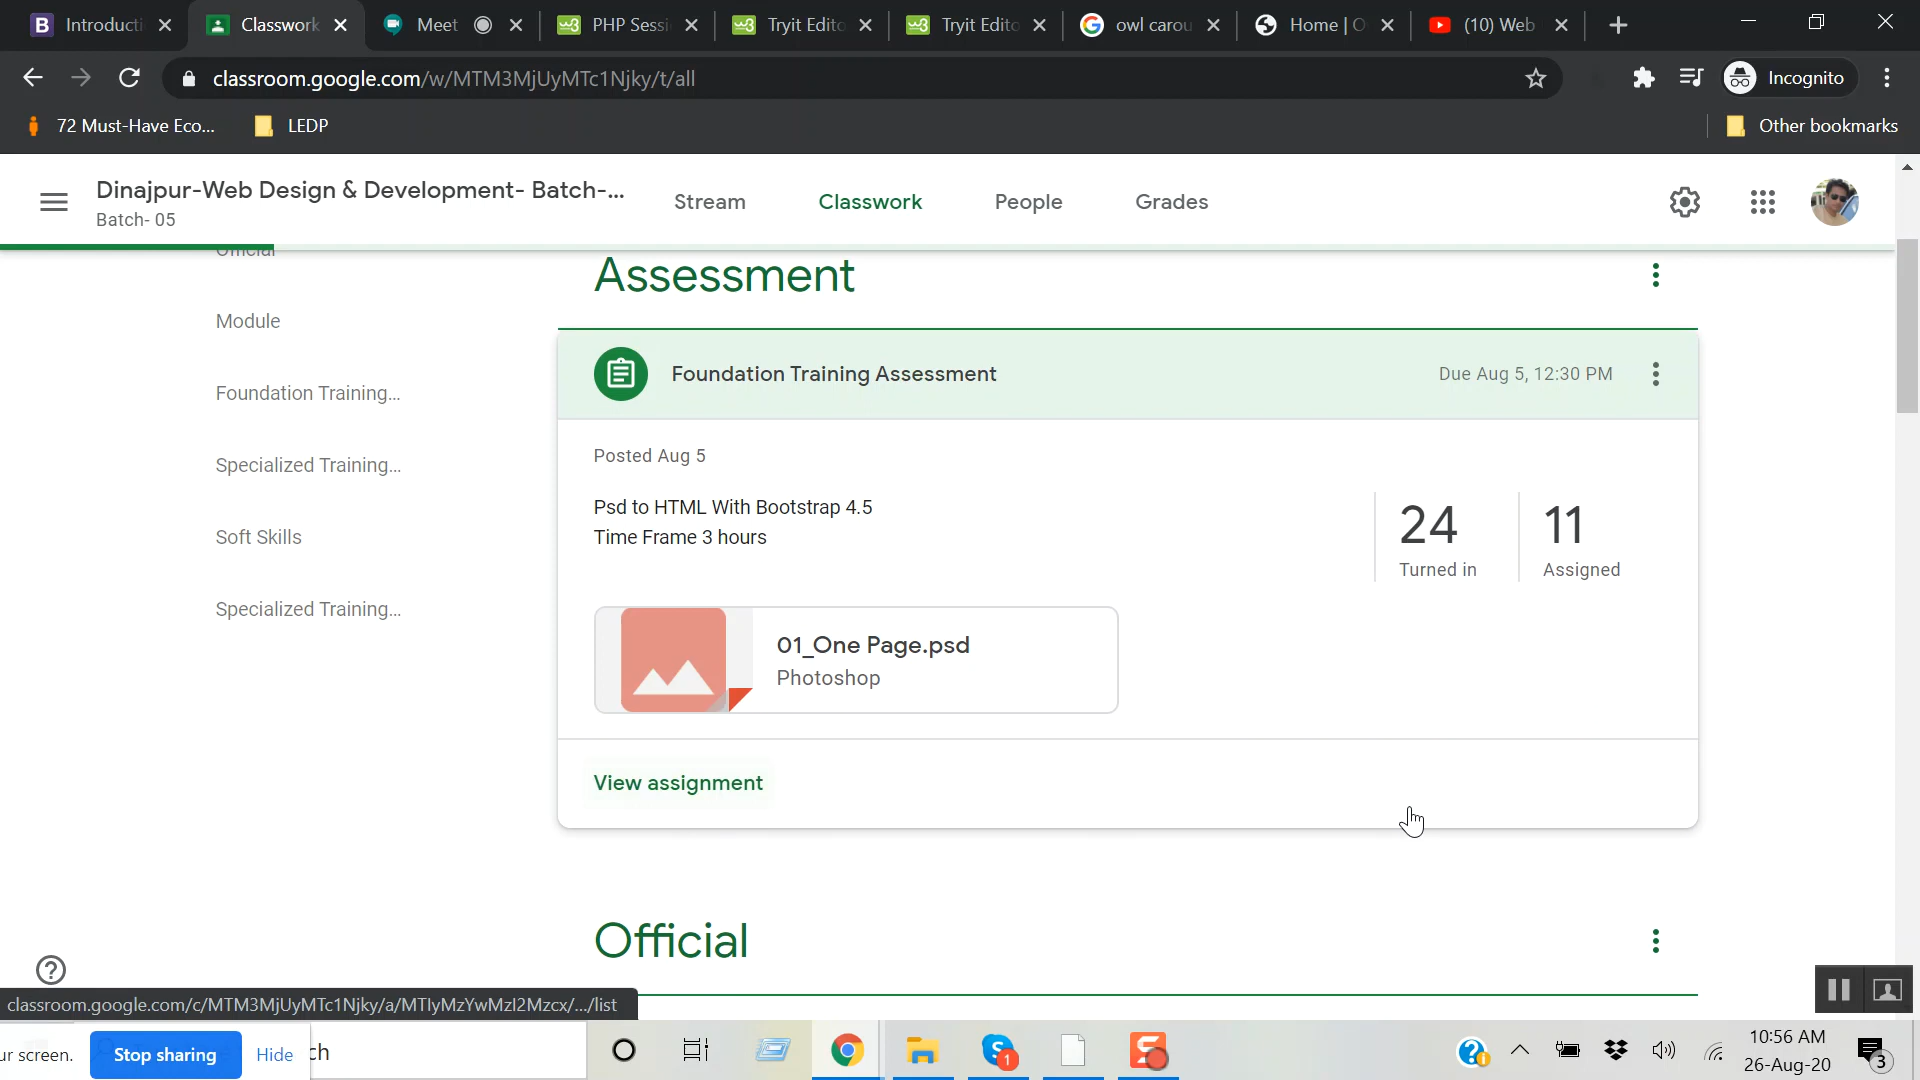 Introducti
Classwork
Meet
PHP Sessi
Tryit Edito
Tryit Edito
owl carou
Home | O
(10) Web
classroom.google.com/w/MTM3MjUyMTc1Njky/t/all
Incognito
72 Must-Have Eco...
LEDP
Other bookmarks
Dinajpur-Web Design & Development- Batch-...
Batch- 05
Stream
Classwork
People
Grades
Official
Module
Foundation Training...
Specialized Training...
Soft Skills
Specialized Training...
Assessment
Foundation Training Assessment
Due Aug 5, 12:30 PM
Posted Aug 5
Psd to HTML With Bootstrap 4.5
Time Frame 3 hours
24
Turned in
11
Assigned
01_One Page.psd
Photoshop
View assignment
Official
classroom.google.com/c/MTM3MjUyMTc1Njky/a/MTIyMzYwMzI2Mzcx/.../list
ur screen.
Stop sharing
Hide
ch
1
10:56 AM
26-Aug-20
3